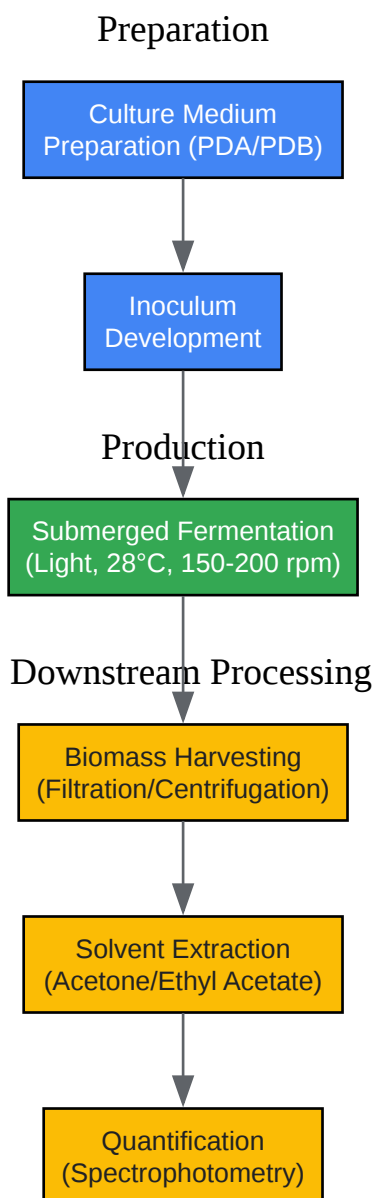 Preparation
Culture Medium
Preparation (PDA/PDB)
Inoculum
Development
Production
Submerged Fermentation
(Light, 28°C, 150-200 rpm)
Downstream Processing
Biomass Harvesting
(Filtration/Centrifugation)
Solvent Extraction
(Acetone/Ethyl Acetate)
Quantification
(Spectrophotometry)